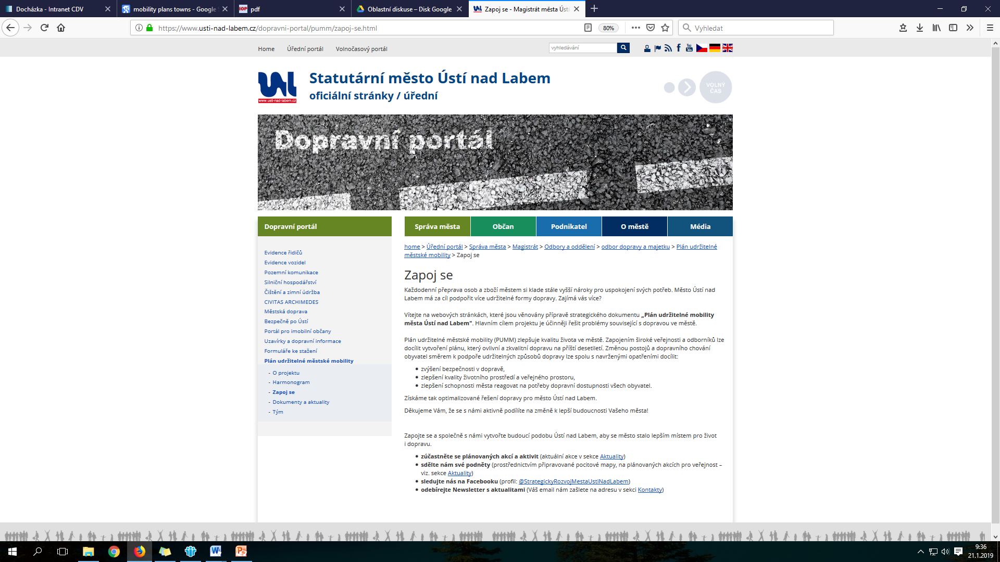 Docházka - Intranet CDV
mobility plans towns - Google
pdf
Oblastní diskuse – Disk Google
Zapoj se - Magistrát města Ústí
https://www.usti-nad-labem.cz/dopravni-portal/pumm/zapoj-se.html
80%
Vyhledat
Home
Úřední portál
Volnočasový portál
vyhledávání
www.usti-nad-labem.cz
Statutární město Ústí nad Labem
oficiální stránky / úřední
VOLNÝ
ČAS
Dopravní portál
Dopravní portál
Správa města
Občan
Podnikatel
O městě
Média
Evidence řidičů
Evidence vozidel
Pozemní komunikace
Silniční hospodářství
Čištění a zimní údržba
CIVITAS ARCHIMEDES
Městská doprava
Bezpečně po Ústí
Portál pro imobilní občany
Uzavírky a dopravní informace
Formuláře ke stažení
Plán udržitelné městské mobility
- O projektu
- Harmonogram
- Zapoj se
- Dokumenty a aktuality
- Tým
home > Úřední portál > Správa města > Magistrát > Odbory a oddělení > odbor dopravy a majetku > Plán udržitelné
městské mobility > Zapoj se
Zapoj se
Každodenní přeprava osob a zboží městem si klade stále vyšší nároky pro uspokojení svých potřeb. Město Ústí nad
Labem má za cíl podpořit více udržitelné formy dopravy. Zajímá vás více?
Vítejte na webových stránkách, které jsou věnovány přípravě strategického dokumentu „Plán udržitelné mobility
města Ústí nad Labem". Hlavním cílem projektu je účinněji řešit problémy související s dopravou ve městě.
Plán udržitelné městské mobility (PUMM) zlepšuje kvalitu života ve městě. Zapojením široké veřejnosti a odborníků lze
docílit vytvoření plánu, který ovlivní a zkvalitní dopravu na příští desetiletí. Změnou postojů a dopravního chování
obyvatel směrem k podpoře udržitelných způsobů dopravy lze spolu s navrženými opatřeními docílit:
• zvýšení bezpečnosti v dopravě,
• zlepšení kvality životního prostředí a veřejného prostoru,
• zlepšení schopnosti města reagovat na potřeby dopravní dostupnosti všech obyvatel.
Získáme tak optimalizované řešení dopravy pro město Ústí nad Labem.
Děkujeme Vám, že se s námi aktivně podílíte na změně k lepší budoucnosti Vašeho města!
Zapojte se a společně s námi vytvořte budoucí podobu Ústí nad Labem, aby se město stalo lepším místem pro život
i dopravu.
• zúčastněte se plánovaných akcí a aktivit (aktuální akce v sekce Aktuality)
• sdělte nám své podněty (prostřednictvím připravované pocitové mapy, na plánovaných akcích pro veřejnost –
viz. sekce Aktuality)
• sledujte nás na Facebooku (profil: @StrategickyRozvojMestaUstiNadLabem)
• odebírejte Newsletter s aktualitami (Váš email nám zašlete na adresu v sekci Kontakty)
9:36
21.1.2019